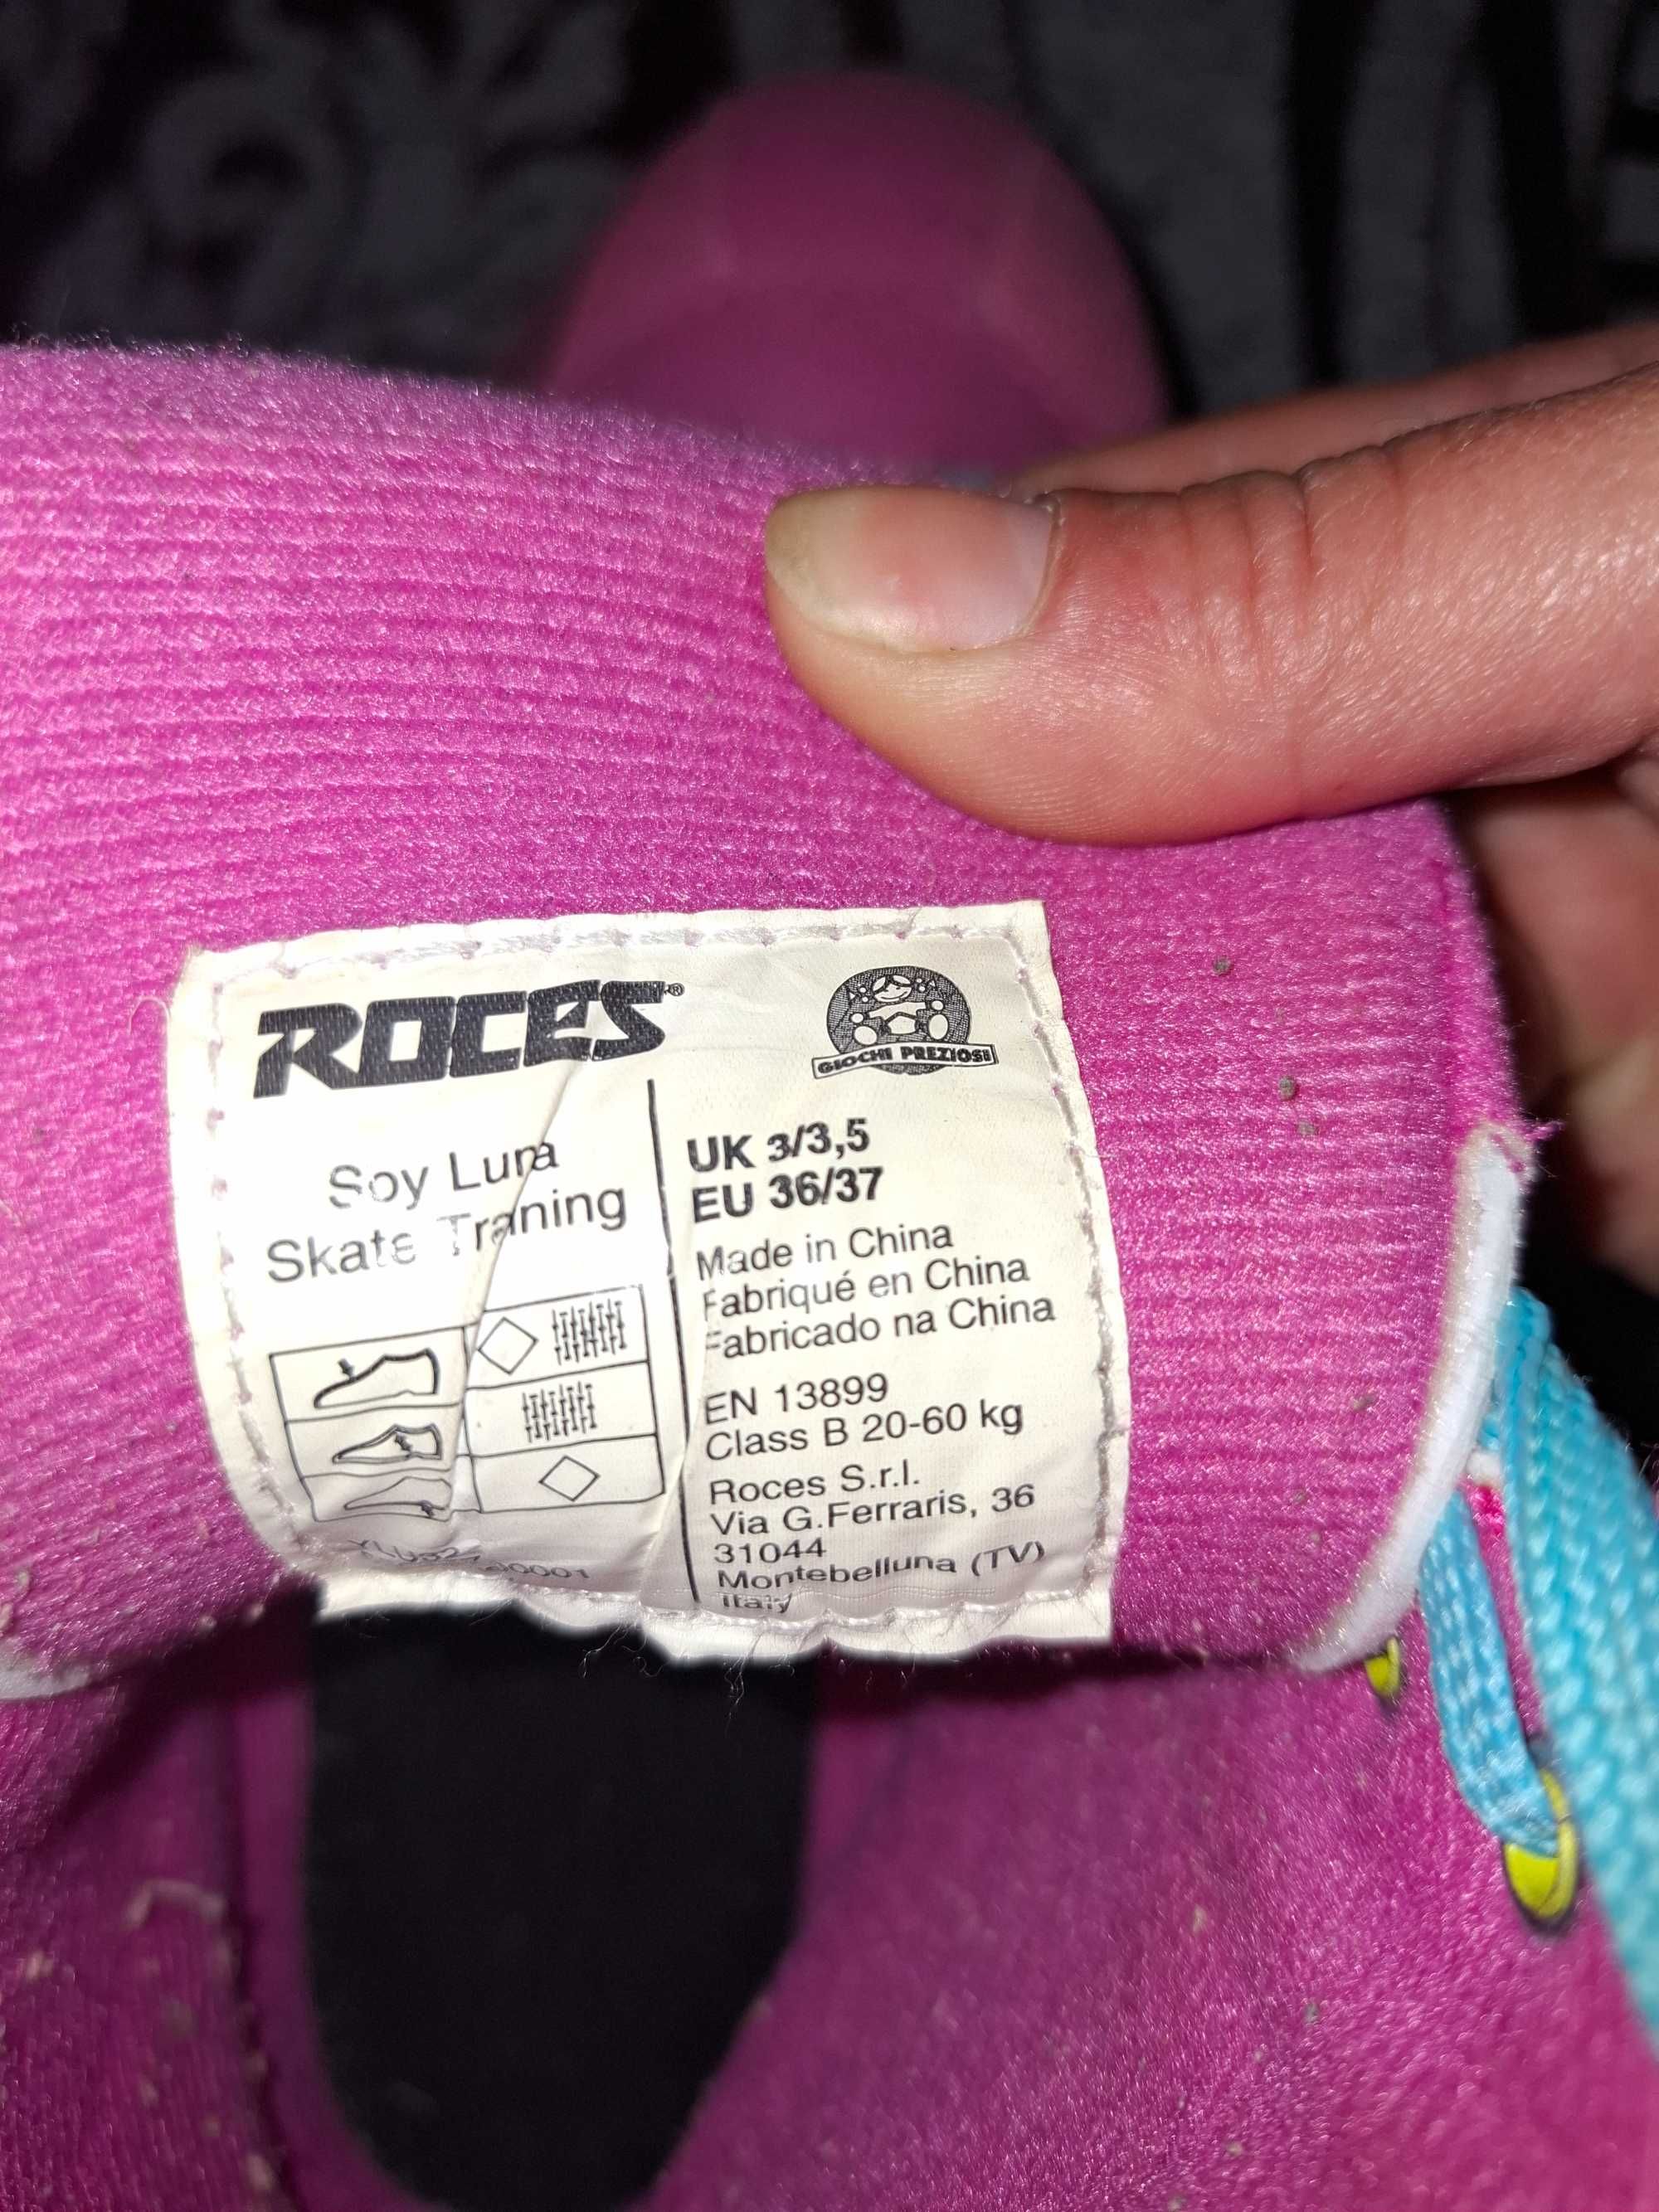 ROCES®
GIOCHI PREZIOSI
Soy Luna
Skate Training
UK 3/3,5
EU 36/37
Made in China
Fabriqué en China
Fabricado na China
EN 13899
Class B 20-60 kg
Roces S.r.l.
Via G.Ferraris, 36
31044
Montebelluna (TV)
Italy